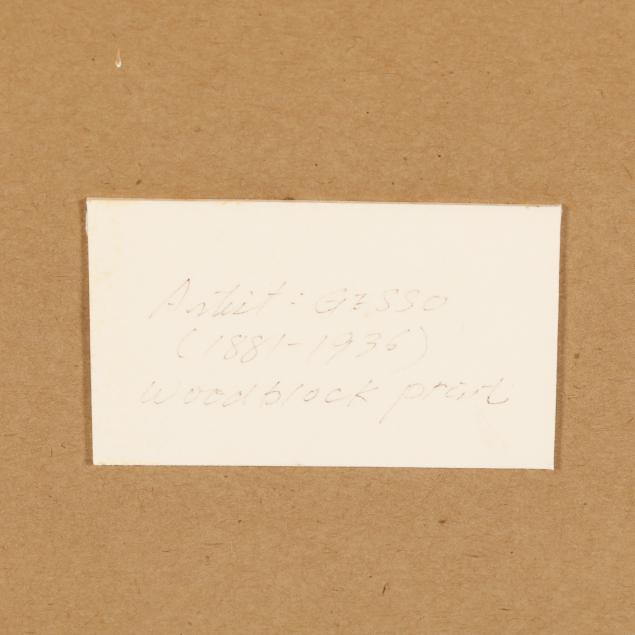 Artist: GESSO
(1881-1936)
woodblock print